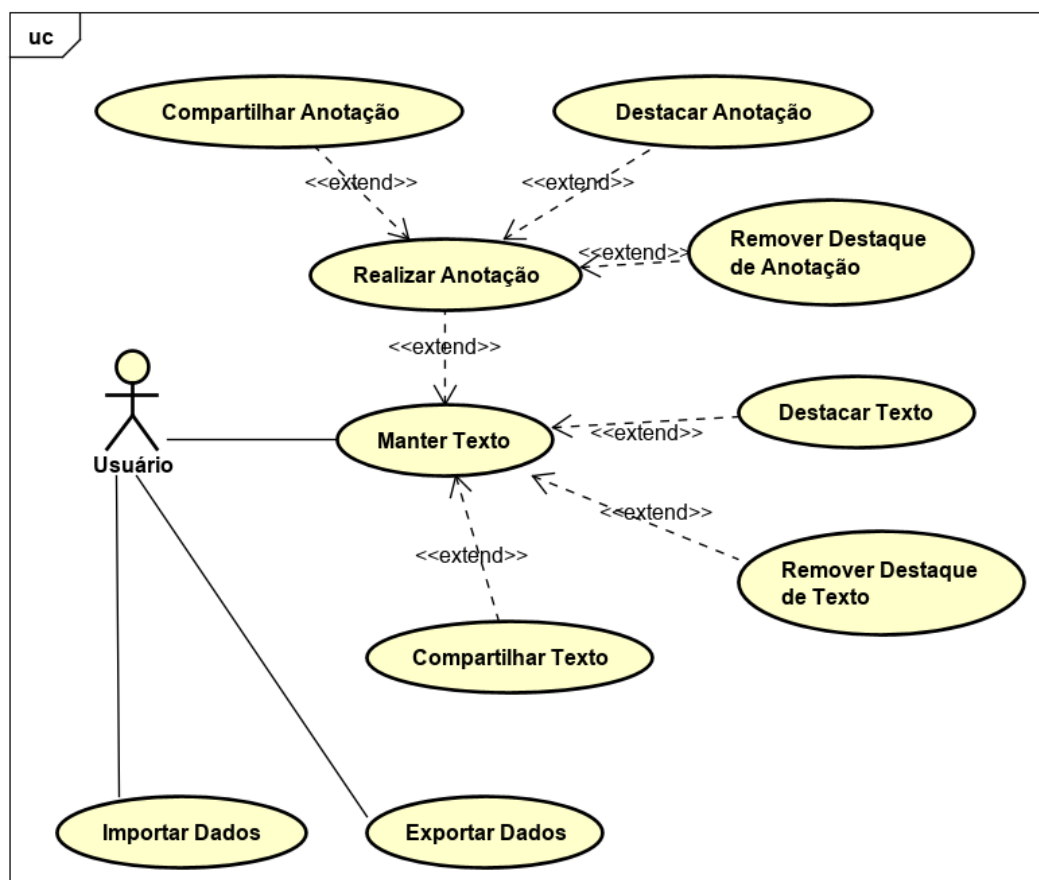 uc
Compartilhar Anotação
Destacar Anotação
<<extend>>
<<extend>>
Remover Destaque
de Anotação
<<extend>>
Realizar Anotação
<<extend>>
Destacar Texto
<<extend>>
Manter Texto
Usuário
<<extend>>
<<extend>>
Remover Destaque
de Texto
Compartilhar Texto
Importar Dados
Exportar Dados